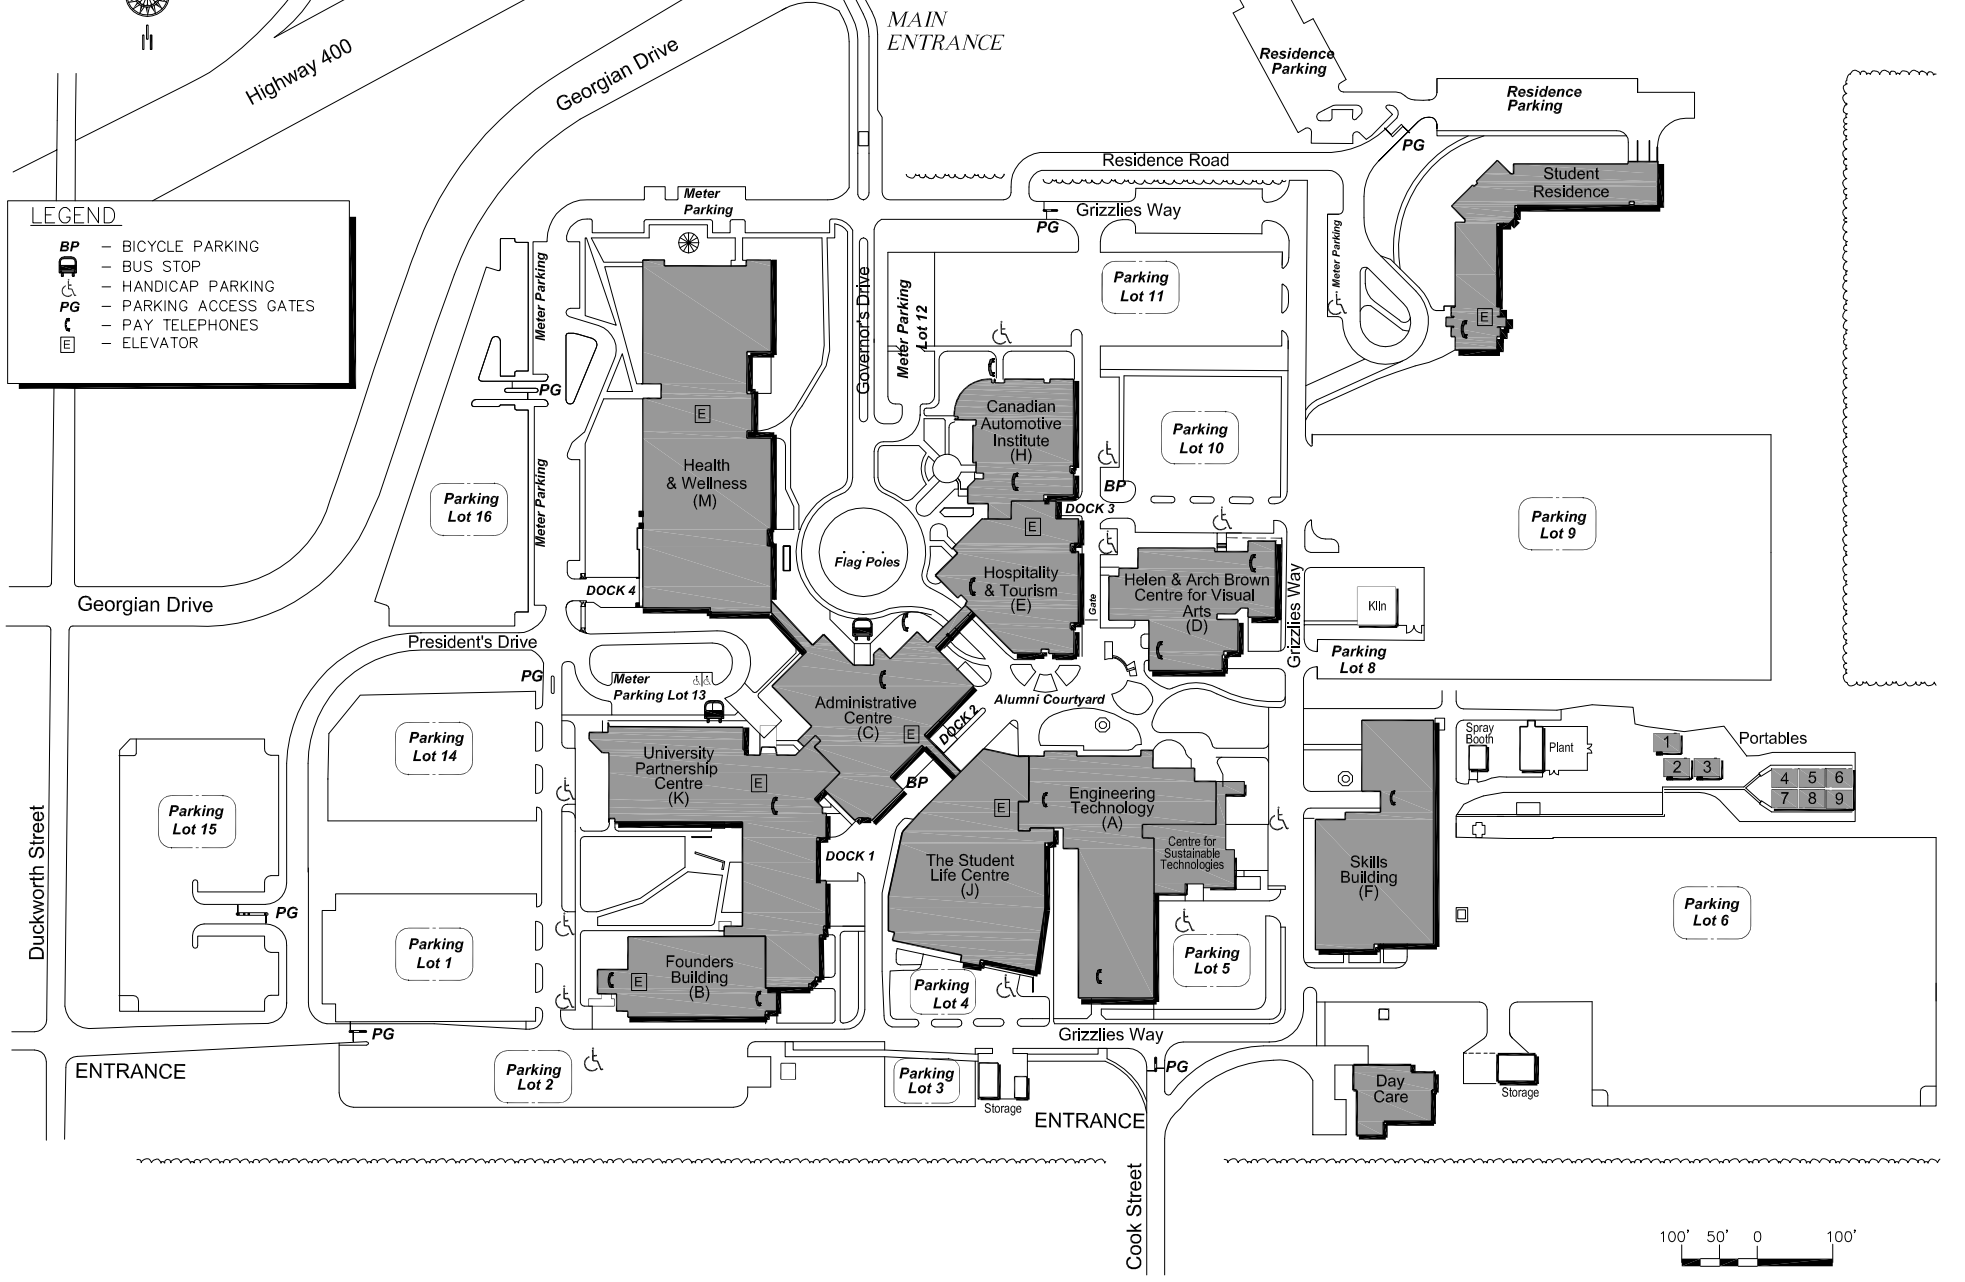 MAIN
ENTRANCE
Highway 400
Georgian Drive
Residence
Parking
Residence
Parking
PG
Residence Road
Student
Residence
E
LEGEND
BP – BICYCLE PARKING
– BUS STOP
– HANDICAP PARKING
PG – PARKING ACCESS GATES
– PAY TELEPHONES
E – ELEVATOR
Meter
Parking
Grizzlies Way
PG
Meter Parking
Meter Parking
PG
Meter Parking
Governor's Drive
Meter Parking
Lot 12
Parking
Lot 11
Canadian
Automotive
Institute
(H)
Parking
Lot 10
BP
DOCK 3
E
Health
& Wellness
(M)
E
Parking
Lot 16
Parking
Lot 9
Flag Poles
Hospitality
& Tourism
(E)
Gate
Helen & Arch Brown
Centre for Visual
Arts
(D)
Grizzlies Way
KIln
Parking
Lot 8
DOCK 4
Georgian Drive
President's Drive
PG
Meter
Parking Lot 13
Administrative
Centre
(C)
E
DOCK 2
Alumni Courtyard
Parking
Lot 14
University
Partnership
Centre
(K)
E
BP
Engineering
Technology
(A)
E
Centre for
Sustainable
Technologies
Spray
Booth
Plant
Portables
1
2
3
4
5
6
7
8
9
Parking
Lot 15
DOCK 1
The Student
Life Centre
(J)
Skills
Building
(F)
Parking
Lot 6
Duckworth Street
PG
Parking
Lot 1
Founders
Building
(B)
E
Parking
Lot 4
Parking
Lot 5
PG
Grizzlies Way
ENTRANCE
Parking
Lot 2
Parking
Lot 3
Storage
PG
ENTRANCE
Day
Care
Storage
Cook Street
100' 50' 0 100'